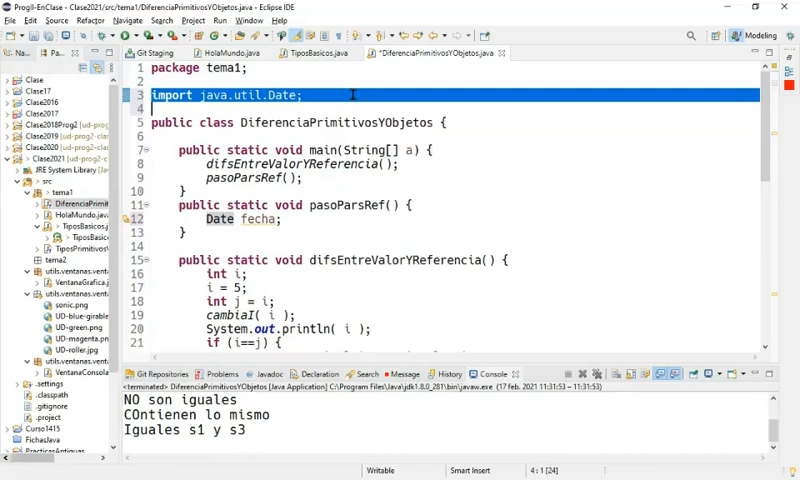 ProgII-EnClase - Clase2021/src/tema1/DiferenciaPrimitivosYObjetos.java - Eclipse IDE
File Edit Source Refactor Navigate Search Project Run Window Help
Modeling
Na... Pa... Git Staging HolaMundo.java TiposBasicos.java *DiferenciaPrimitivosYObjetos.java
Clase
Clase17
Clase2016
Clase2017
Clase2018Prog2 [ud-prog2-
Clase2019 [ud-prog2-clase
Clase2020 [ud-prog2-clase
Clase2021 [ud-prog2-c
JRE System Library [
src
tema1
DiferenciaPrimit
HolaMundo.java
TiposBasicos.j
TiposBasic
TiposPrimitivos
tema2
utils.ventanas.vent
VentanaGrafica.j
utils.ventanas.vent
sonic.png
UD-blue-girable
UD-green.png
UD-magenta.pn
UD-roller.jpg
utils.ventanas.vent
VentanaConsola
.settings
.classpath
.gitignore
.project
Curso1415
FichasJava
PracticasAntiguas
1 package tema1;
2
3 import java.util.Date;
4
5 public class DiferenciaPrimitivosYObjetos {
6
7 public static void main(String[] a) {
8 difsEntreValorYReferencia();
9 pasoParsRef();
10 }
11 public static void pasoParsRef() {
12 Date fecha;
13 }
14
15 public static void difsEntreValorYReferencia() {
16 int i;
17 i = 5;
18 int j = i;
19 cambiaI( i );
20 System.out.println( i );
21 if (i==j) {
Git Repositories Problems Javadoc Declaration Search Message History Console
<terminated> DiferenciaPrimitivosYObjetos [Java Application] C:\Program Files\Java\jdk1.8.0_281\bin\javaw.exe (17 feb. 2021 11:31:53 – 11:31:53)
NO son iguales
COntienen lo mismo
Iguales s1 y s3
Writable Smart Insert 4 : 1 [24]